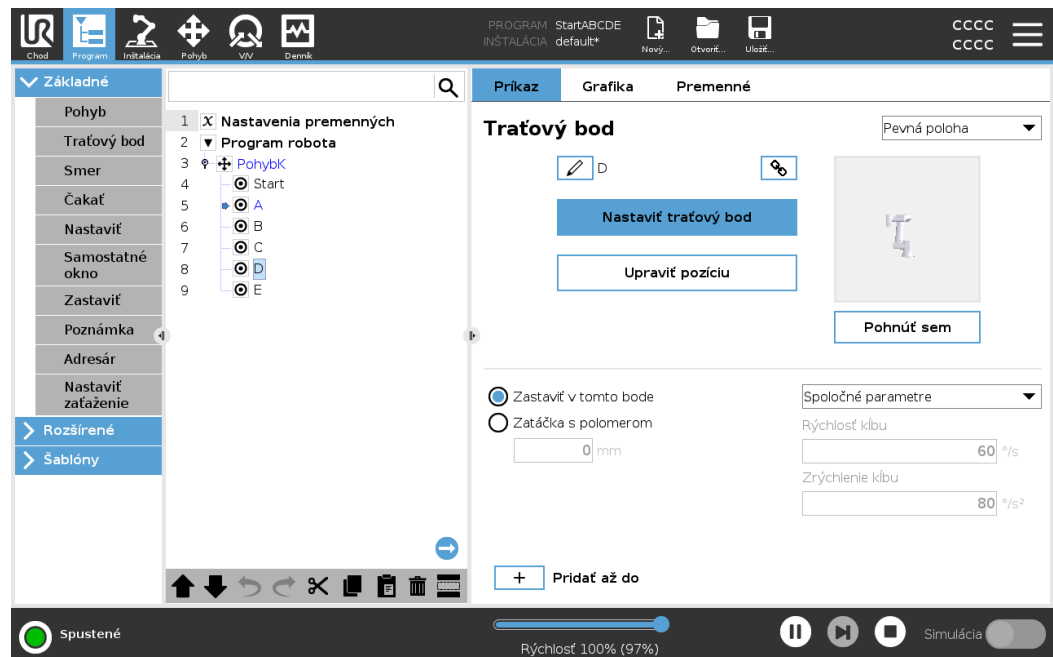 Chod
Program
Inštalácia
Pohyb
V/V
Denník
PROGRAM StartABCDE
INŠTALÁCIA default*
Nový...
Otvoriť...
Uložiť...
CCCC
CCCC
Základné
Pohyb
Traťový bod
Smer
Čakať
Nastaviť
Samostatné
okno
Zastaviť
Poznámka
Adresár
Nastaviť
zaťaženie
Rozšírené
Šablóny
1 X Nastavenia premenných
2 Program robota
3 PohybK
4 Start
5 A
6 B
7 C
8 D
9 E
Príkaz
Grafika
Premenné
Traťový bod
Pevná poloha
D
Nastaviť traťový bod
Upraviť pozíciu
Pohnúť sem
Zastaviť v tomto bode
Zatáčka s polomerom
0 mm
Spoločné parametre
Rýchlosť kĺbu
60 °/s
Zrýchlenie kĺbu
80 °/s²
+ Pridať až do
Spustené
Rýchlosť 100% (97%)
Simulácia